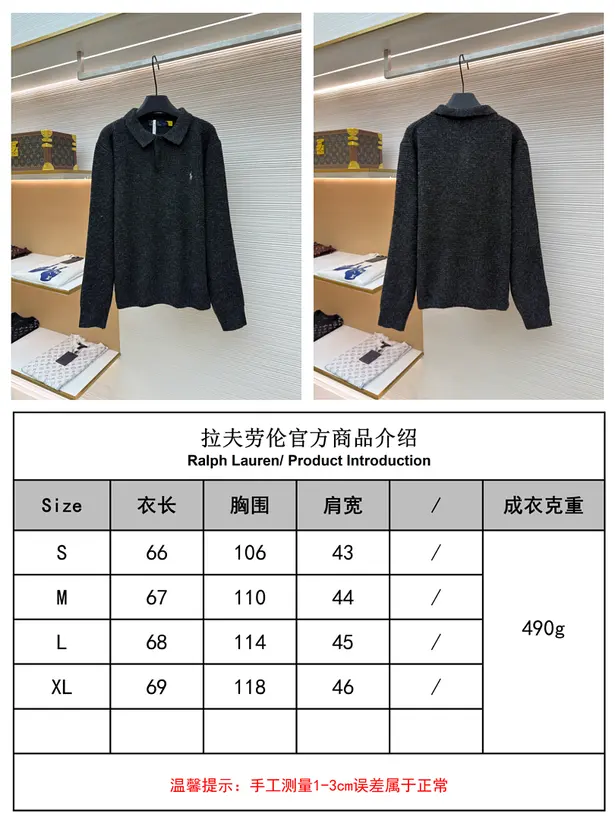 拉夫劳伦官方商品介绍
Ralph Lauren/ Product Introduction
Size 衣长 胸围 肩宽 / 成衣克重
S 66 106 43 /
M 67 110 44 /
L 68 114 45 /
XL 69 118 46 /
490g
温馨提示：手工测量1-3cm误差属于正常